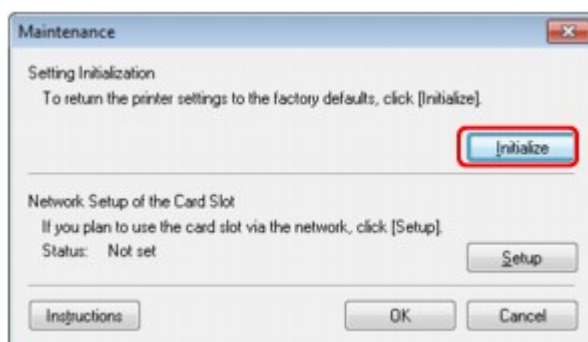 Maintenance
Setting Initialization
To return the printer settings to the factory defaults, click [Initialize].
Initialize
Network Setup of the Card Slot
If you plan to use the card slot via the network, click [Setup].
Status: Not set
Setup
Instructions OK Cancel